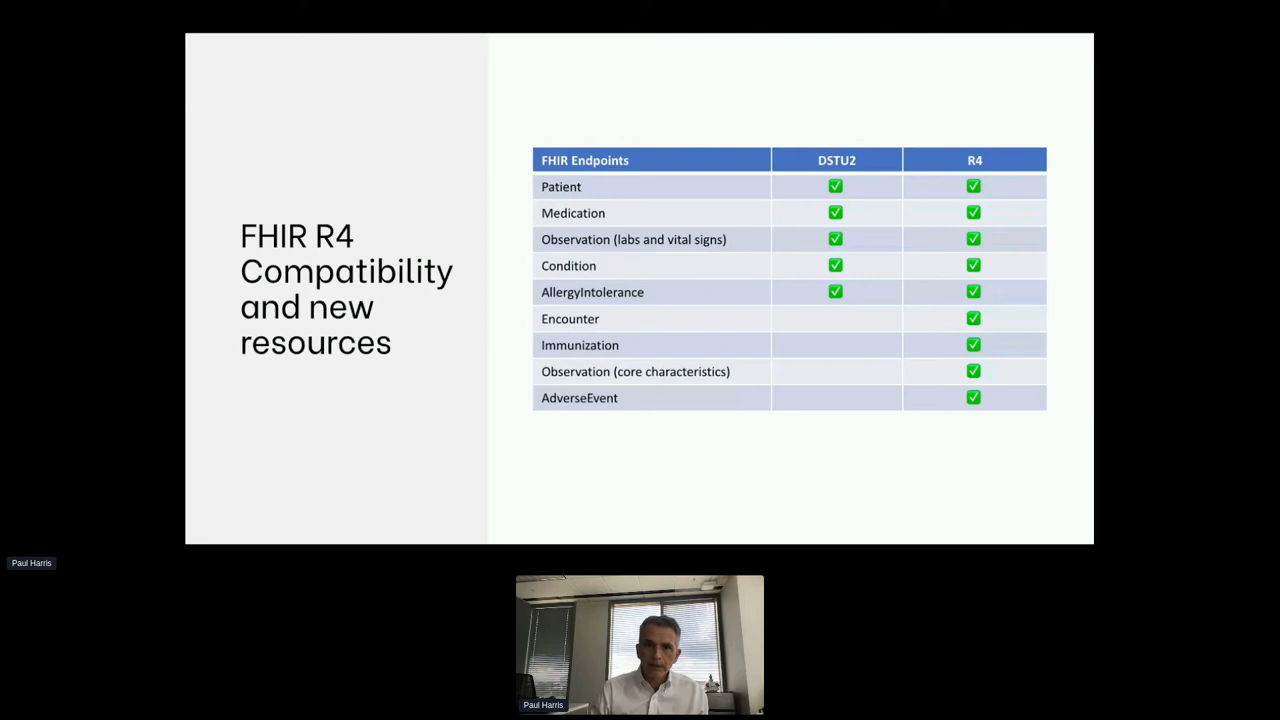 FHIR R4
Compatibility
and new
resources
FHIR Endpoints DSTU2 R4
Patient ✅ ✅
Medication ✅ ✅
Observation (labs and vital signs) ✅ ✅
Condition ✅ ✅
AllergyIntolerance ✅ ✅
Encounter ✅
Immunization ✅
Observation (core characteristics) ✅
AdverseEvent ✅
Paul Harris
Paul Harris